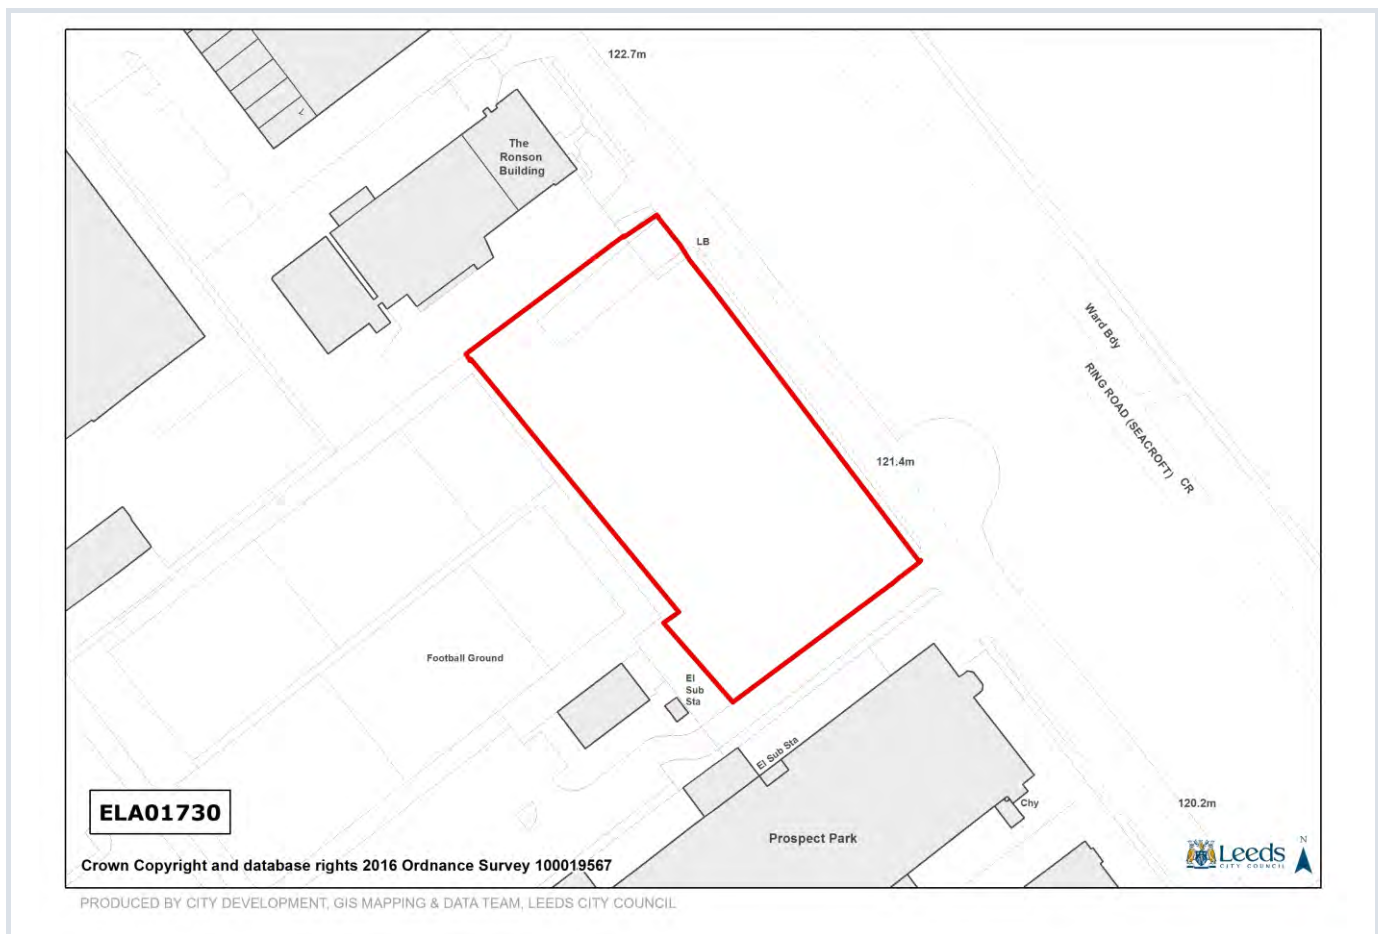 122.7m
The
Ronson
Building
LB
Ward Bdy
RING ROAD (SEACROFT)
CR
121.4m
Football Ground
El
Sub
Sta
El Sub Sta
Chy
120.2m
Prospect Park
ELA01730
Crown Copyright and database rights 2016 Ordnance Survey 100019567
Leeds
CITY COUNCIL
N
PRODUCED BY CITY DEVELOPMENT, GIS MAPPING & DATA TEAM, LEEDS CITY COUNCIL